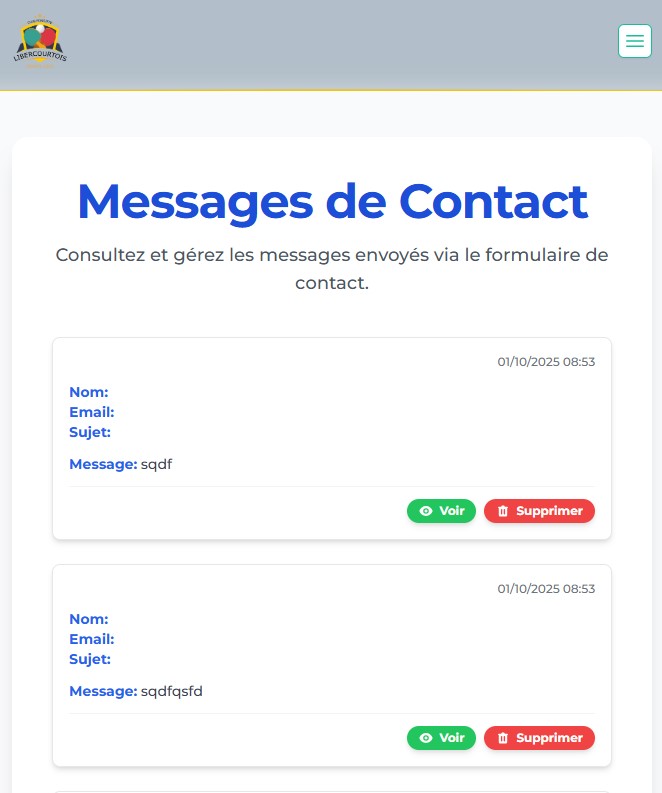 LIBERCOURTOIS
Messages de Contact
Consultez et gérez les messages envoyés via le formulaire de
contact.
01/10/2025 08:53
Nom:
Email:
Sujet:
Message: sqdf
Voir
Supprimer
01/10/2025 08:53
Nom:
Email:
Sujet:
Message: sqdfqsfd
Voir
Supprimer